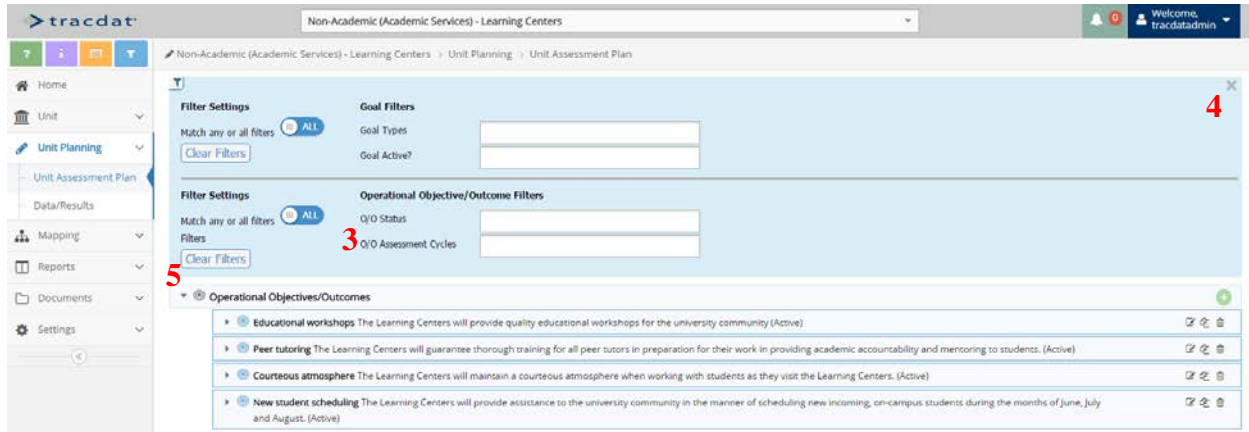 tracdat
Non-Academic (Academic Services) - Learning Centers
0
Welcome,
tracdatadmin
?
i
Non-Academic (Academic Services) - Learning Centers > Unit Planning > Unit Assessment Plan
Home
Unit
Unit Planning
Unit Assessment Plan
Data/Results
Mapping
Reports
Documents
Settings
4
Filter Settings
Goal Filters
Match any or all filters ALL
Goal Types
Clear Filters
Goal Active?
Filter Settings
Operational Objective/Outcome Filters
Match any or all filters ALL
O/O Status
Filters
3
O/O Assessment Cycles
Clear Filters
5
Operational Objectives/Outcomes
Educational workshops The Learning Centers will provide quality educational workshops for the university community (Active)
Peer tutoring The Learning Centers will guarantee thorough training for all peer tutors in preparation for their work in providing academic accountability and mentoring to students. (Active)
Courteous atmosphere The Learning Centers will maintain a courteous atmosphere when working with students as they visit the Learning Centers. (Active)
New student scheduling The Learning Centers will provide assistance to the university community in the manner of scheduling new incoming, on-campus students during the months of June, July
and August. (Active)